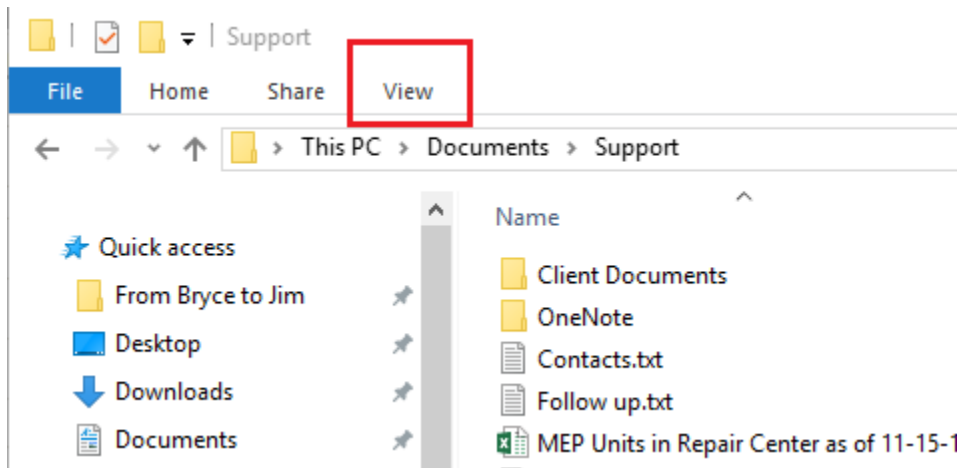 Support
File Home Share View
This PC > Documents > Support
Name
Quick access
From Bryce to Jim
Desktop
Downloads
Documents
Client Documents
OneNote
Contacts.txt
Follow up.txt
MEP Units in Repair Center as of 11-15-1